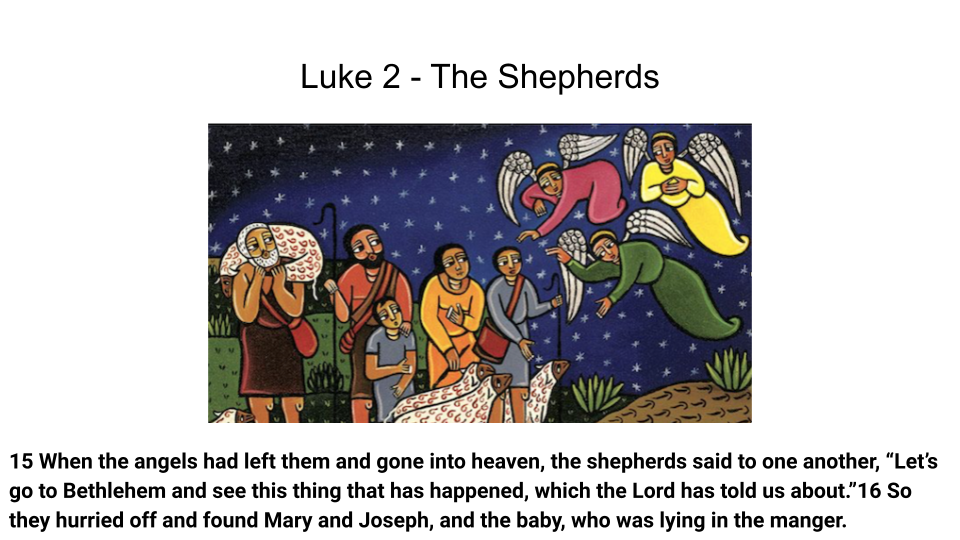 Luke 2 - The Shepherds
15 When the angels had left them and gone into heaven, the shepherds said to one another, “Let’s
go to Bethlehem and see this thing that has happened, which the Lord has told us about.”16 So
they hurried off and found Mary and Joseph, and the baby, who was lying in the manger.